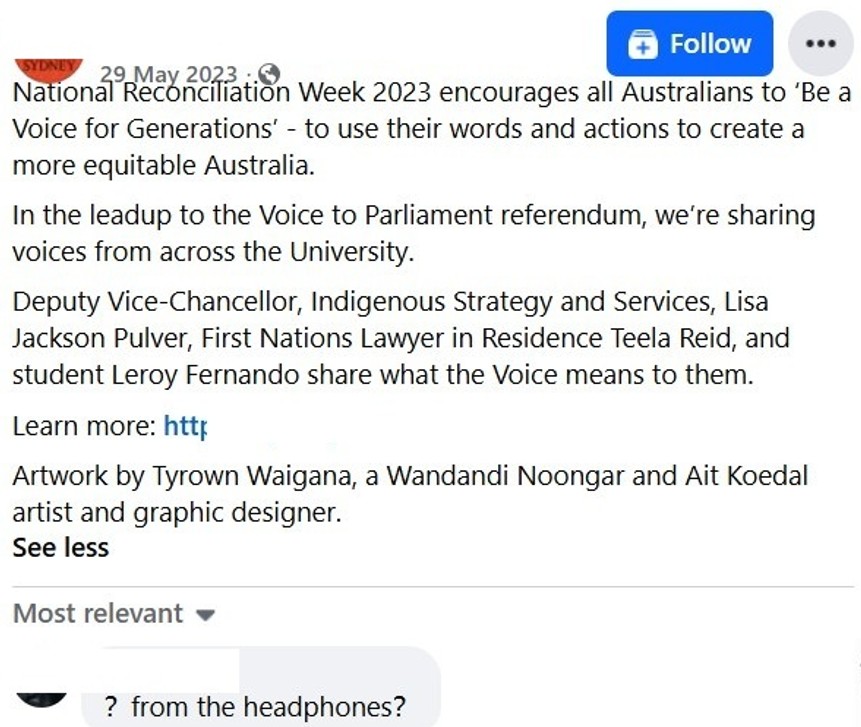 Follow
SYDNEY
29 May 2023 ·
National Reconciliation Week 2023 encourages all Australians to ‘Be a
Voice for Generations’ - to use their words and actions to create a
more equitable Australia.
In the leadup to the Voice to Parliament referendum, we’re sharing
voices from across the University.
Deputy Vice-Chancellor, Indigenous Strategy and Services, Lisa
Jackson Pulver, First Nations Lawyer in Residence Teela Reid, and
student Leroy Fernando share what the Voice means to them.
Learn more: http
Artwork by Tyrown Waigana, a Wandandi Noongar and Ait Koedal
artist and graphic designer.
See less
Most relevant
? from the headphones?